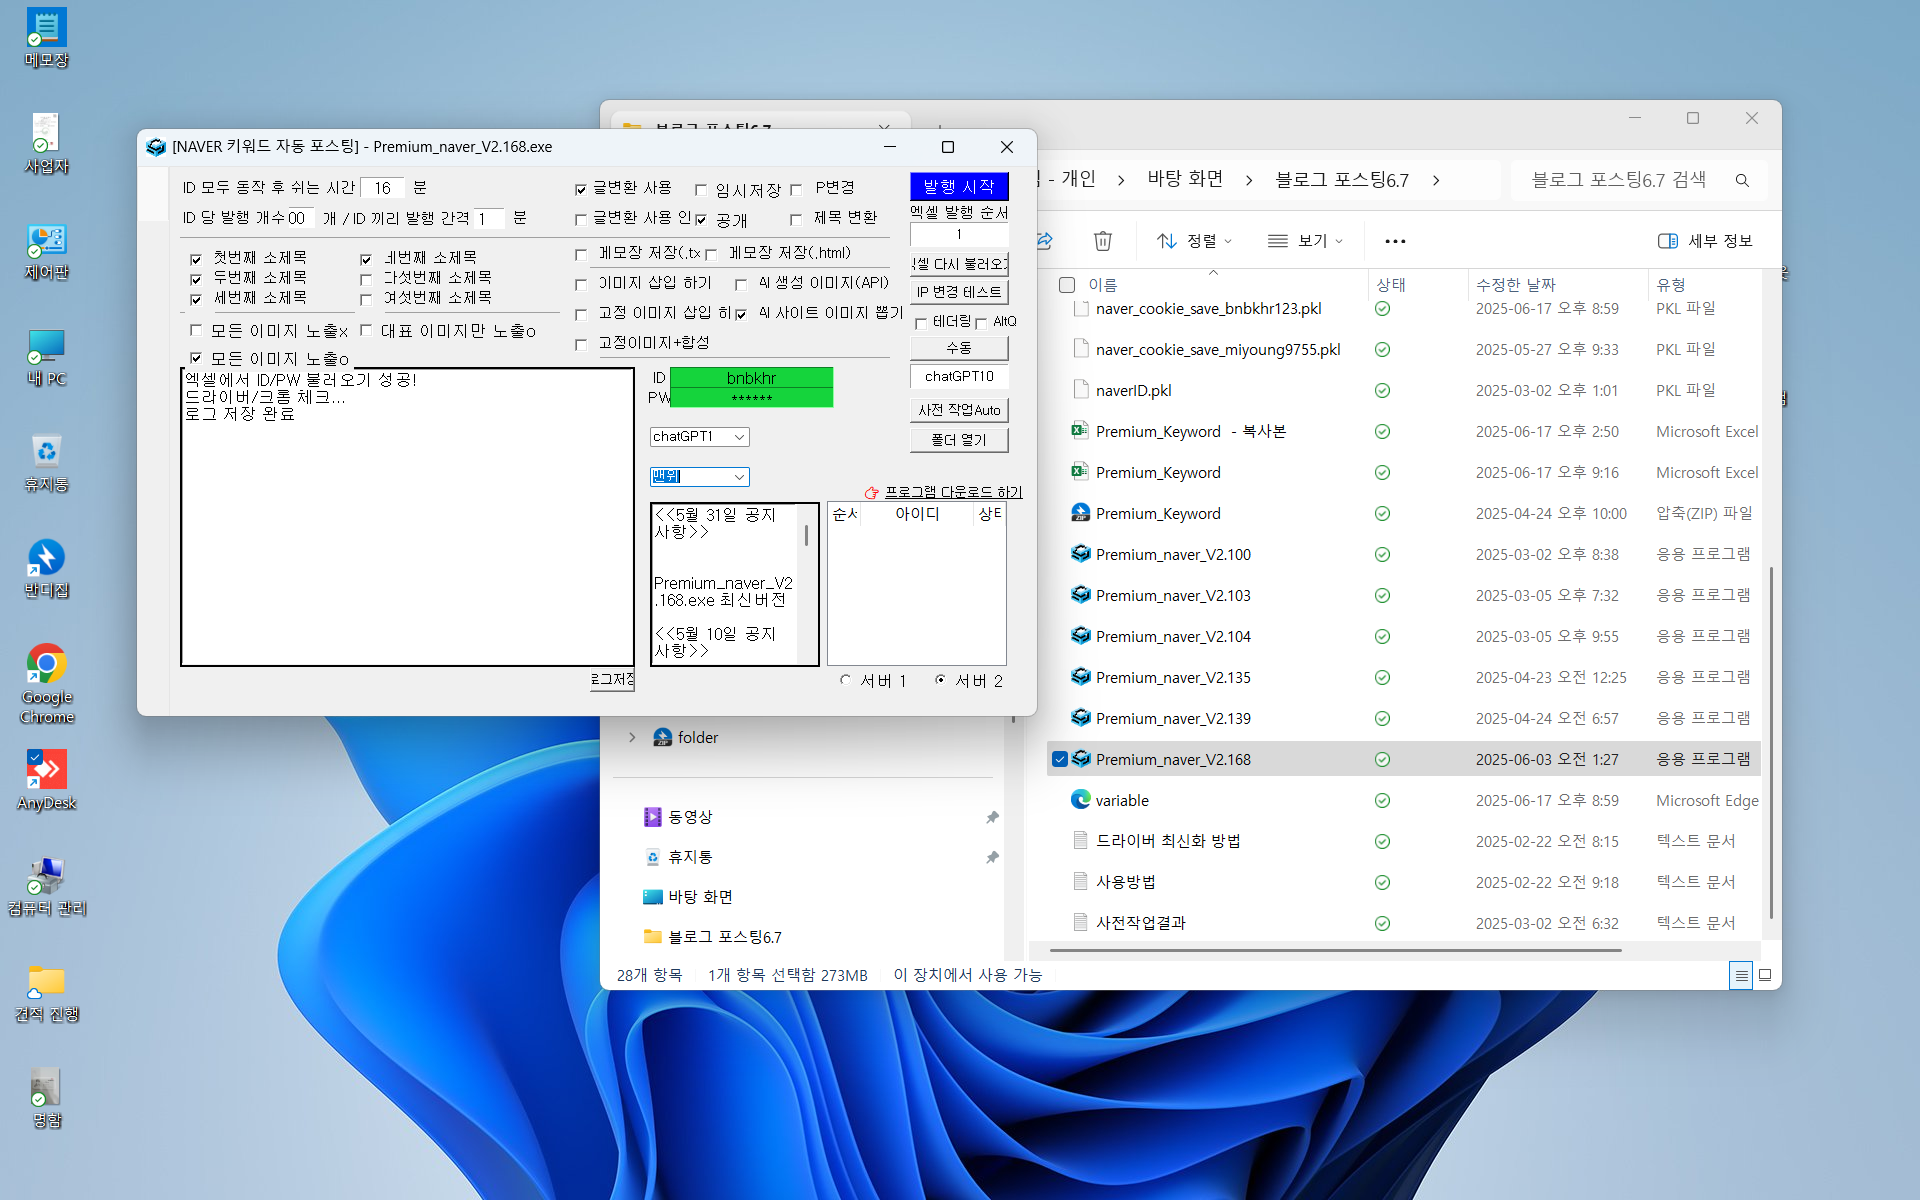 메모장
사업자
제어판
내 PC
휴지통
반디집
Google
Chrome
AnyDesk
컴퓨터 관리
견적 진행
명함
[NAVER 키워드 자동 포스팅] - Premium_naver_V2.168.exe
ID 모두 동작 후 쉬는 시간 16 분
ID 당 발행 개수 00 개 / ID 끼리 발행 간격 1 분
글변환 사용 임시저장 P변경
글변환 사용 인 공개 제목 변환
첫번째 소제목 네번째 소제목
두번째 소제목 다섯번째 소제목
세번째 소제목 여섯번째 소제목
모든 이미지 노출x 대표 이미지만 노출o
모든 이미지 노출o
메모장 저장(.tx 메모장 저장(.html)
이미지 삽입 하기 AI 생성 이미지(API)
고정 이미지 삽입 하 AI 사이트 이미지 뽑기
고정이미지+합성
발행 시작
엑셀 발행 순서
1
셀 다시 불러오
IP 변경 테스트
테더링 AltQ
수동
chatGPT10
사전 작업Auto
폴더 열기
엑셀에서 ID/PW 불러오기 성공!
드라이버/크롬 체크...
로그 저장 완료
ID bnbkhr
PW ******
chatGPT1
맨위
프로그램 다운로드 하기
<<5월 31일 공지
사항>>
Premium_naver_V2
.168.exe 최신버전
<<5월 10일 공지
사항>>
순서 아이디 상태
로그저장
서버 1 서버 2
블로그 포스팅6.7
- 개인 > 바탕 화면 > 블로그 포스팅6.7 >
블로그 포스팅6.7 검색
정렬 보기 ••• 세부 정보
이름 상태 수정한 날짜 유형
naver_cookie_save_bnbkhr123.pkl 2025-06-17 오후 8:59 PKL 파일
naver_cookie_save_miyoung9755.pkl 2025-05-27 오후 9:33 PKL 파일
naverID.pkl 2025-03-02 오후 1:01 PKL 파일
Premium_Keyword - 복사본 2025-06-17 오후 2:50 Microsoft Excel
Premium_Keyword 2025-06-17 오후 9:16 Microsoft Excel
Premium_Keyword 2025-04-24 오후 10:00 압축(ZIP) 파일
Premium_naver_V2.100 2025-03-02 오후 8:38 응용 프로그램
Premium_naver_V2.103 2025-03-05 오후 7:32 응용 프로그램
Premium_naver_V2.104 2025-03-05 오후 9:55 응용 프로그램
Premium_naver_V2.135 2025-04-23 오전 12:25 응용 프로그램
Premium_naver_V2.139 2025-04-24 오전 6:57 응용 프로그램
Premium_naver_V2.168 2025-06-03 오전 1:27 응용 프로그램
variable 2025-06-17 오후 8:59 Microsoft Edge
드라이버 최신화 방법 2025-02-22 오전 8:15 텍스트 문서
사용방법 2025-02-22 오전 9:18 텍스트 문서
사전작업결과 2025-03-02 오전 6:32 텍스트 문서
folder
동영상
휴지통
바탕 화면
블로그 포스팅6.7
28개 항목 1개 항목 선택함 273MB 이 장치에서 사용 가능